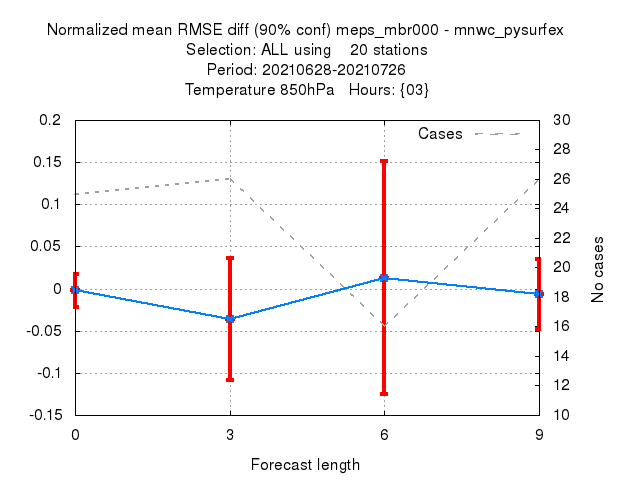 Normalized mean RMSE diff (90% conf) meps_mbr000 - mnwc_pysurfex
Selection: ALL using    20 stations
Period: 20210628-20210726
Temperature 850hPa   Hours: {03}
Cases
0.2
0.15
0.1
0.05
0
-0.05
-0.1
-0.15
30
28
26
24
22
20
18
16
14
12
10
No cases
0 3 6 9
Forecast length